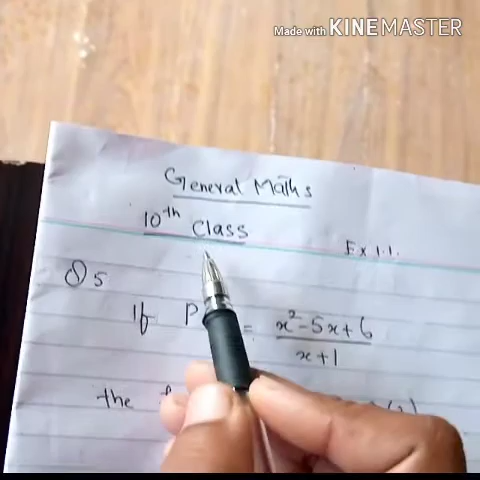 Made with KINEMASTER
General Maths
10th Class
Ex 1.1.
Q5
If P = x² - 5x + 6 / x + 1
the